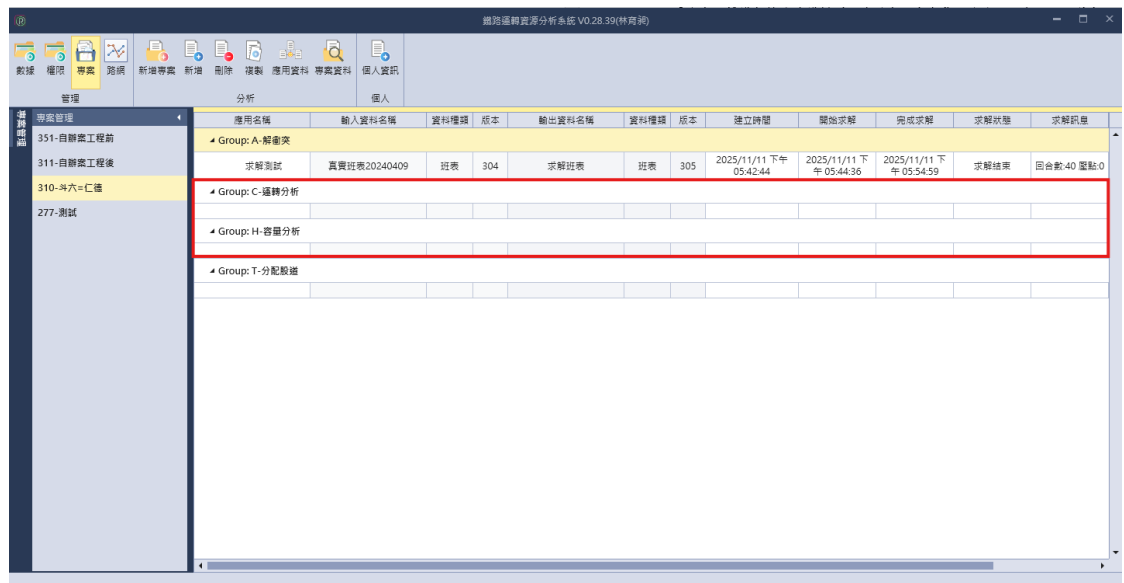 鐵路運轉資源分析系統 V0.28.39(林育昶)
數據 權限 專案 路網 新增專案 新增 刪除 複製 應用資料 專案資料 個人資訊
管理 分析 個人
專案管理
專案管理
351-自辦案工程前
311-自辦案工程後
310-斗六=仁德
277-測試
應用名稱 輸入資料名稱 資料種類 版本 輸出資料名稱 資料種類 版本 建立時間 開始求解 完成求解 求解狀態 求解訊息
Group: A-解衝突
求解測試 真實班表20240409 班表 304 求解班表 班表 305 2025/11/11 下午 05:42:44 2025/11/11 下午 05:44:36 2025/11/11 下午 05:54:59 求解結束 回合數:40 壓點:0
Group: C-運轉分析
Group: H-容量分析
Group: T-分配股道